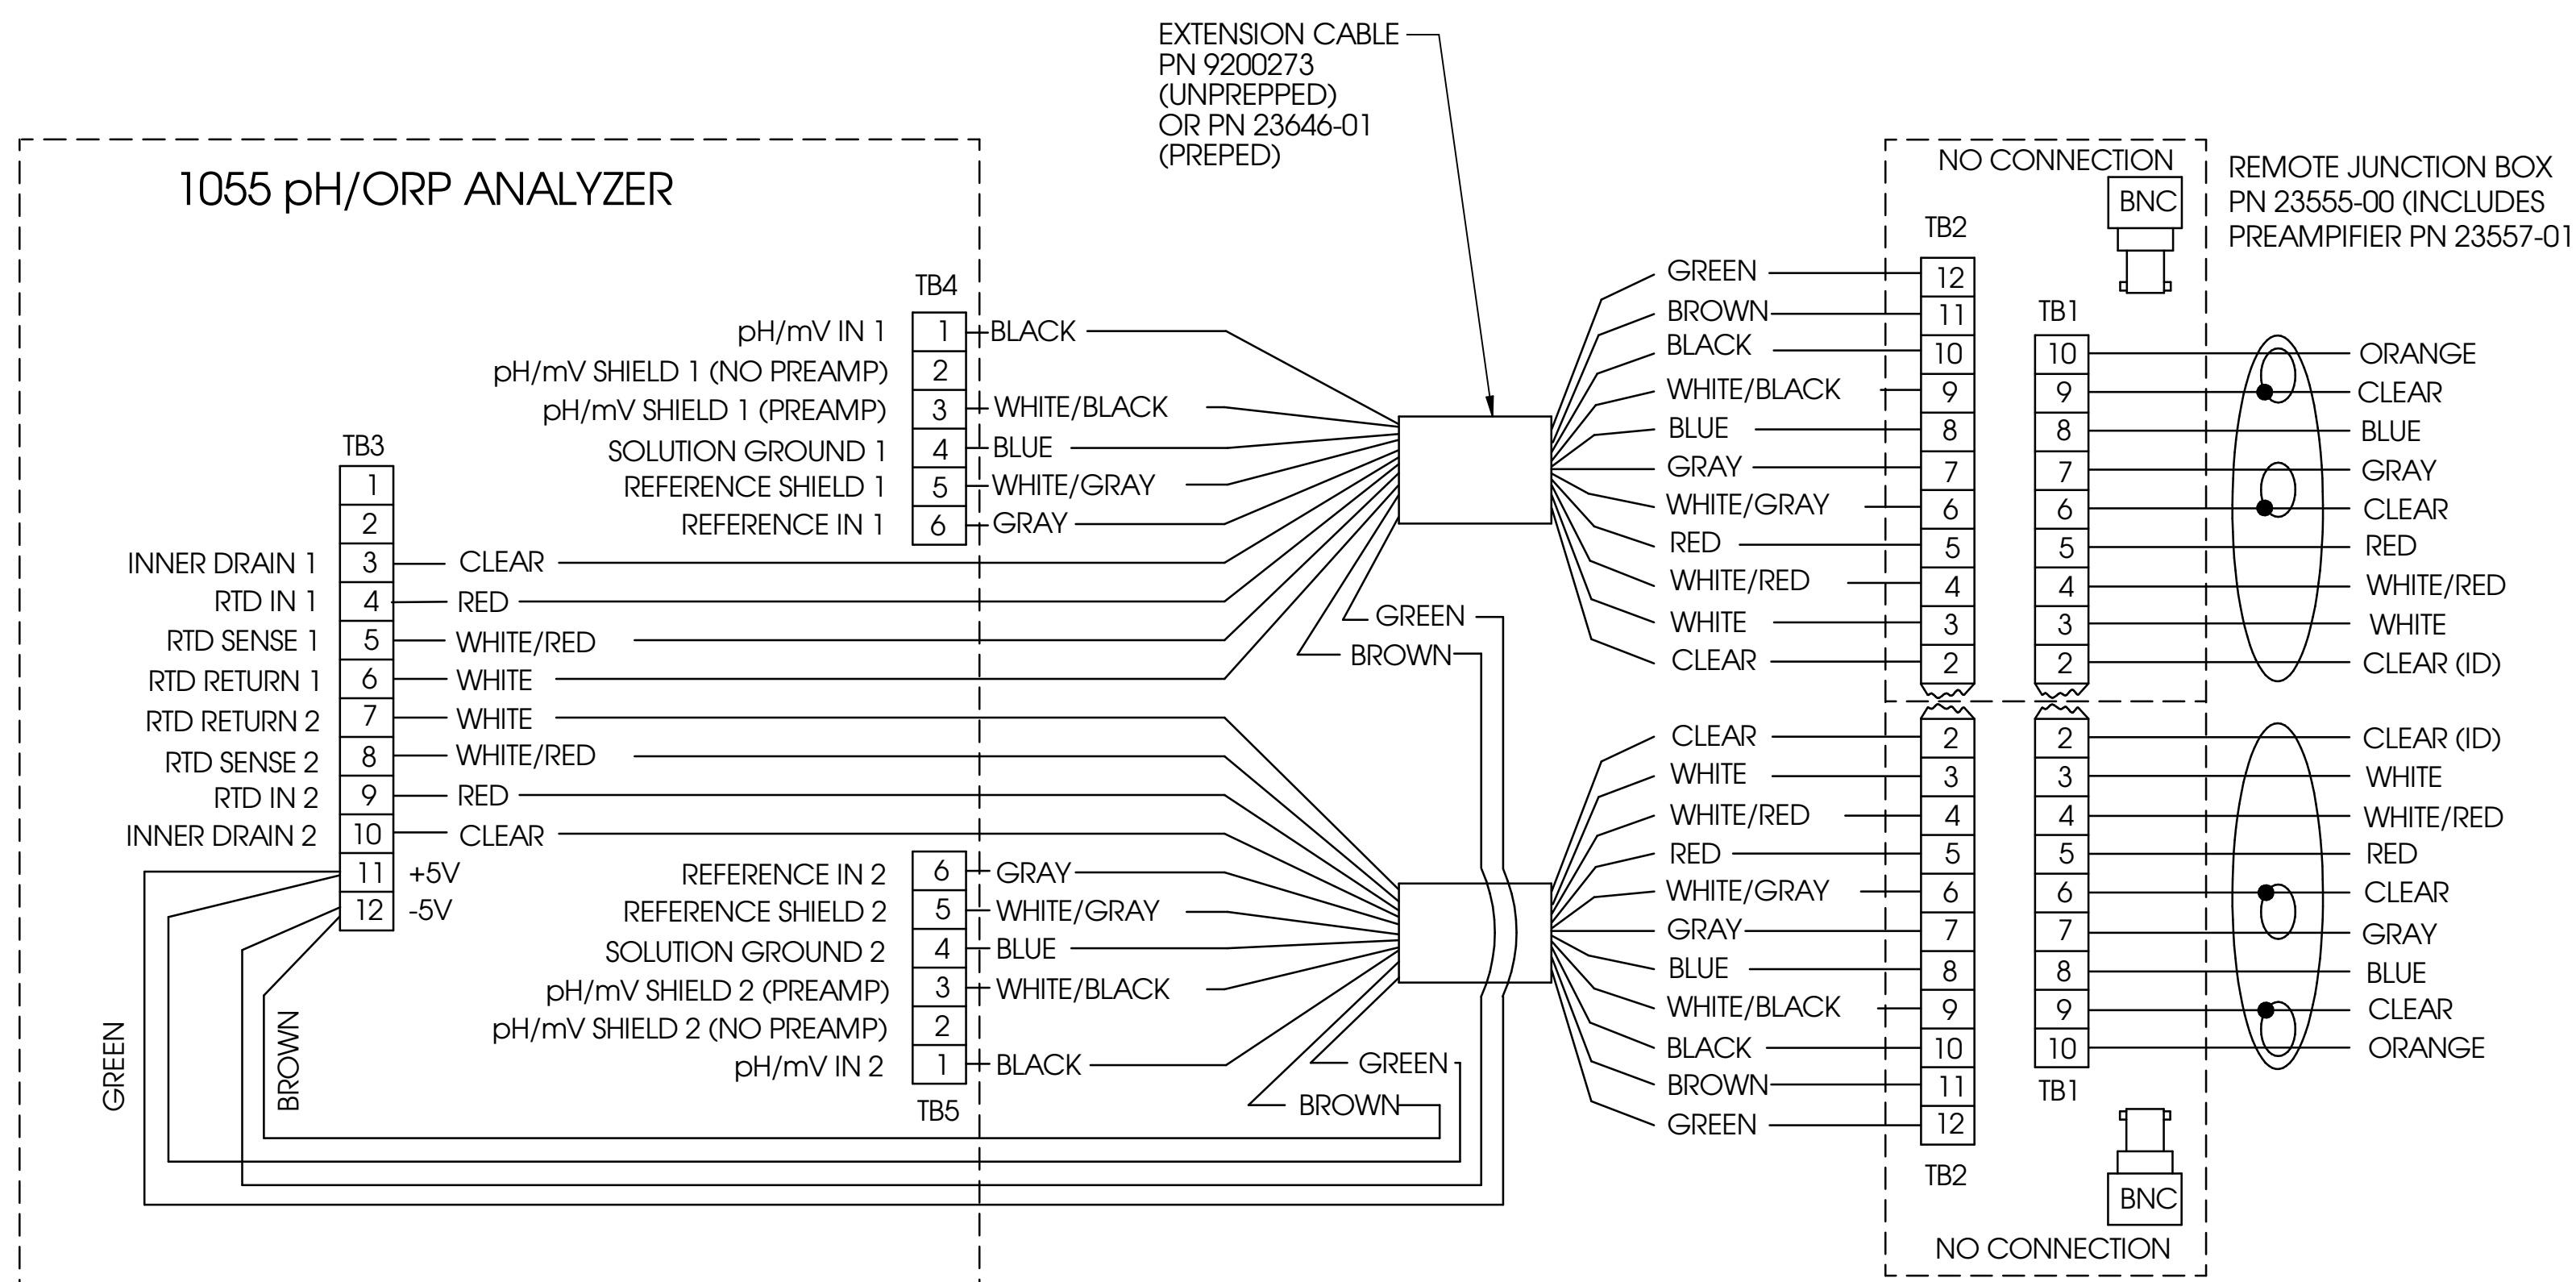 EXTENSION CABLE
PN 9200273
(UNPREPPED)
OR PN 23646-01
(PREPED)
1055 pH/ORP ANALYZER
NO CONNECTION
BNC
REMOTE JUNCTION BOX
PN 23555-00 (INCLUDES
PREAMPIFIER PN 23557-01
TB4
pH/mV IN 1 1 BLACK
pH/mV SHIELD 1 (NO PREAMP) 2
pH/mV SHIELD 1 (PREAMP) 3 WHITE/BLACK
SOLUTION GROUND 1 4 BLUE
REFERENCE SHIELD 1 5 WHITE/GRAY
REFERENCE IN 1 6 GRAY
TB3
1
2
INNER DRAIN 1 3 CLEAR
RTD IN 1 4 RED
RTD SENSE 1 5 WHITE/RED
RTD RETURN 1 6 WHITE
RTD RETURN 2 7 WHITE
RTD SENSE 2 8 WHITE/RED
RTD IN 2 9 RED
INNER DRAIN 2 10 CLEAR
11 +5V
12 -5V
GREEN
BROWN
REFERENCE IN 2 6 GRAY
REFERENCE SHIELD 2 5 WHITE/GRAY
SOLUTION GROUND 2 4 BLUE
pH/mV SHIELD 2 (PREAMP) 3 WHITE/BLACK
pH/mV SHIELD 2 (NO PREAMP) 2
pH/mV IN 2 1 BLACK
TB5
GREEN
BROWN
GREEN
BROWN
TB2
GREEN 12
BROWN 11
BLACK 10
WHITE/BLACK 9
BLUE 8
GRAY 7
WHITE/GRAY 6
RED 5
WHITE/RED 4
WHITE 3
CLEAR 2
TB1
10 ORANGE
9 CLEAR
8 BLUE
7 GRAY
6 CLEAR
5 RED
4 WHITE/RED
3 WHITE
2 CLEAR (ID)
CLEAR 2
WHITE 3
WHITE/RED 4
RED 5
WHITE/GRAY 6
GRAY 7
BLUE 8
WHITE/BLACK 9
BLACK 10
BROWN 11
GREEN 12
TB2
2 CLEAR (ID)
3 WHITE
4 WHITE/RED
5 RED
6 CLEAR
7 GRAY
8 BLUE
9 CLEAR
10 ORANGE
TB1
BNC
NO CONNECTION